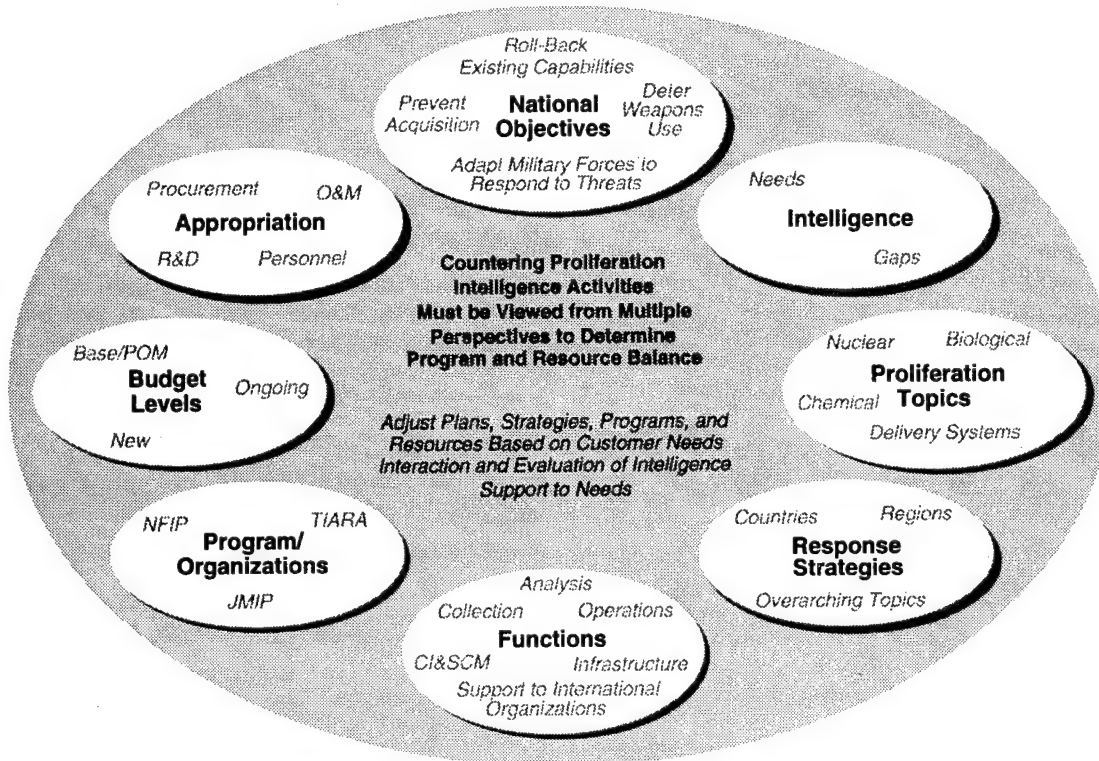 Roll-Back
Existing Capabilities
Prevent
Acquisition
National
Objectives
Deter
Weapons
Use
Adapt Military Forces to
Respond to Threats
Procurement
O&M
Appropriation
R&D
Personnel
Needs
Intelligence
Gaps
Countering Proliferation
Intelligence Activities
Must be Viewed from Multiple
Perspectives to Determine
Program and Resource Balance
Base/POM
Budget
Levels
Ongoing
New
Nuclear
Biological
Proliferation
Topics
Chemical
Delivery Systems
Adjust Plans, Strategies, Programs, and
Resources Based on Customer Needs
Interaction and Evaluation of Intelligence
Support to Needs
NFIP
TIARA
Program/
Organizations
JMIP
Countries
Regions
Response
Strategies
Overarching Topics
Analysis
Collection
Operations
Functions
CI&SCM
Infrastructure
Support to International
Organizations